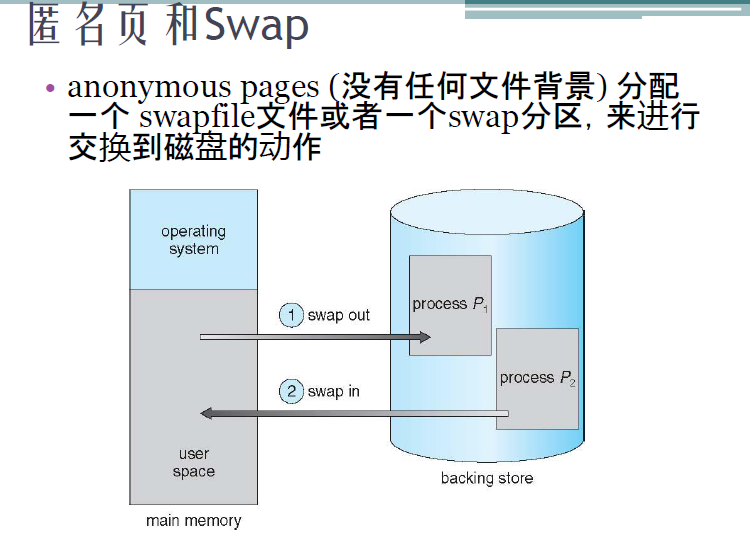 匿名页和Swap
• anonymous pages (没有任何文件背景) 分配
一个 swapfile文件或者一个swap分区, 来进行
交换到磁盘的动作
operating
system
1 swap out
process P1
process P2
2 swap in
user
space
backing store
main memory